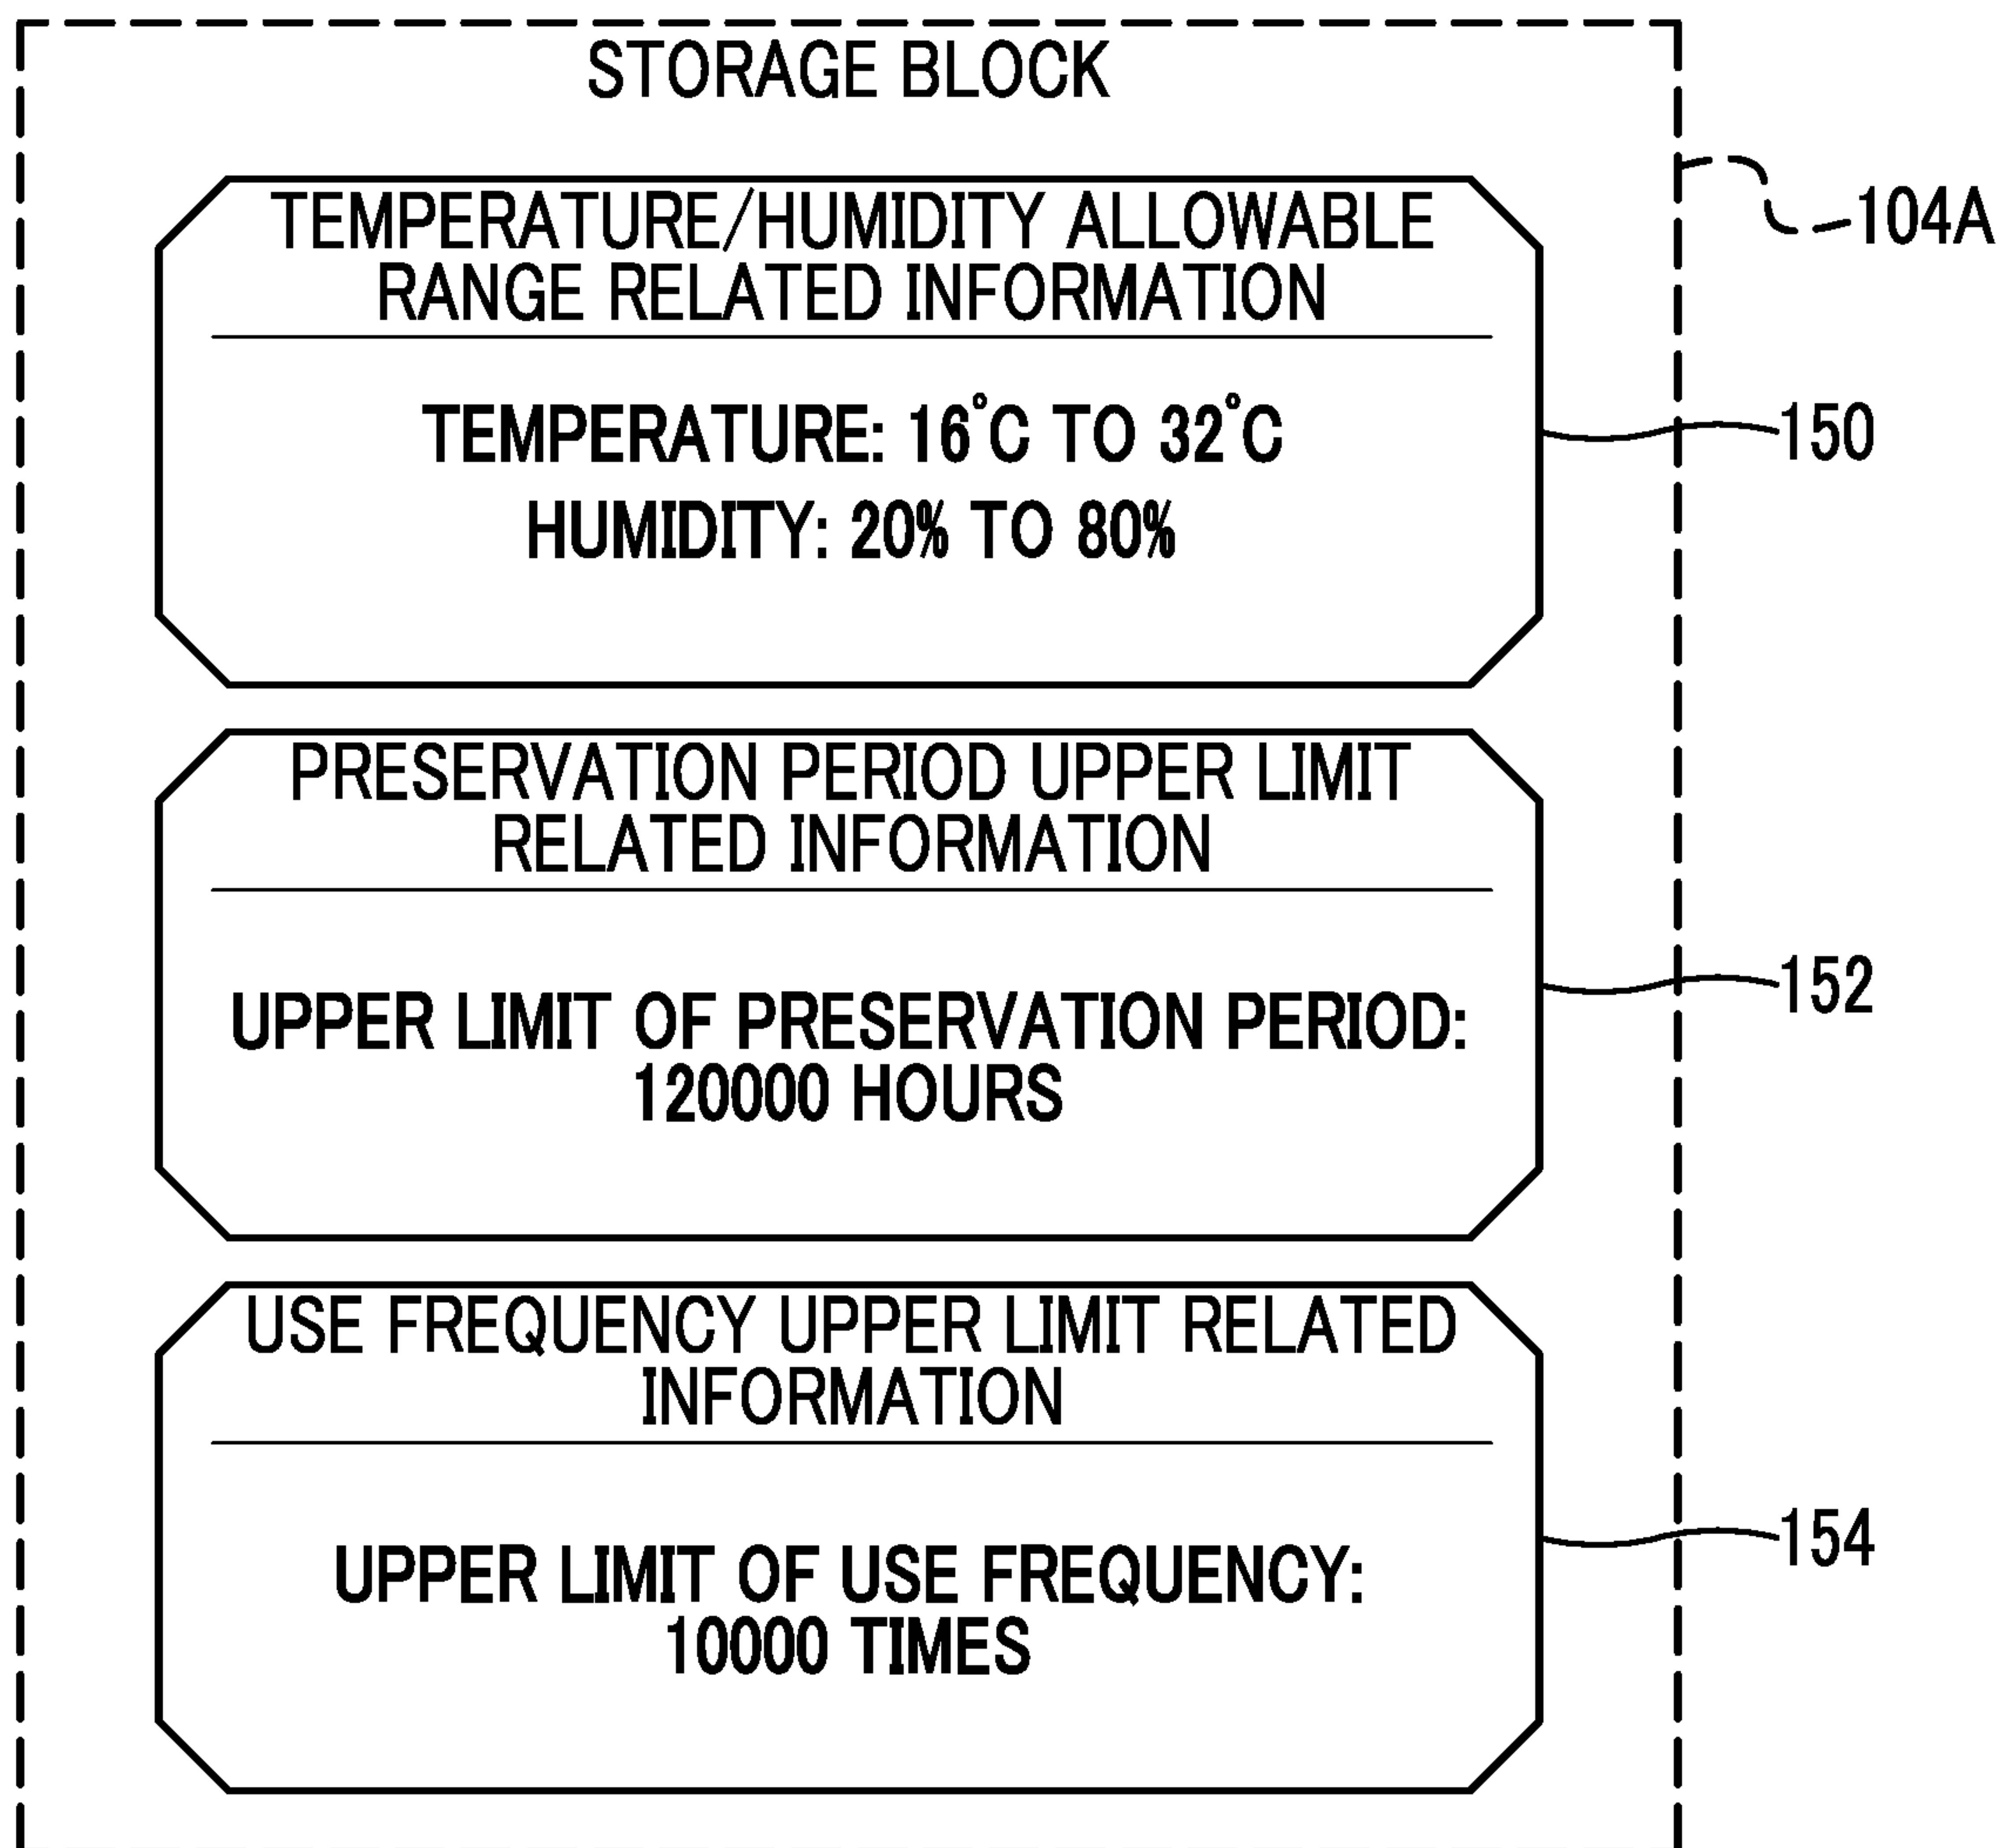 STORAGE BLOCK
104A
TEMPERATURE/HUMIDITY ALLOWABLE
RANGE RELATED INFORMATION
TEMPERATURE: 16°C TO 32°C
HUMIDITY: 20% TO 80%
150
PRESERVATION PERIOD UPPER LIMIT
RELATED INFORMATION
UPPER LIMIT OF PRESERVATION PERIOD:
120000 HOURS
152
USE FREQUENCY UPPER LIMIT RELATED
INFORMATION
UPPER LIMIT OF USE FREQUENCY:
10000 TIMES
154